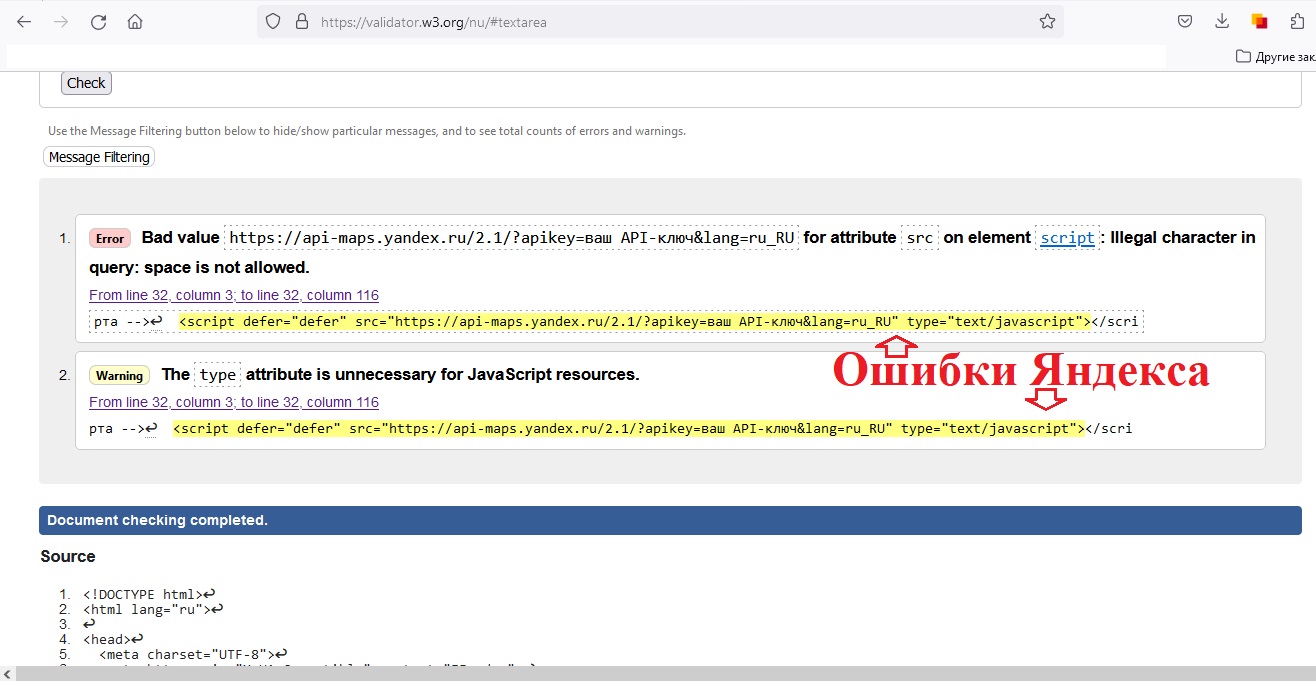 https://validator.w3.org/nu/#textarea
Другие зак
Check
Use the Message Filtering button below to hide/show particular messages, and to see total counts of errors and warnings.
Message Filtering
1. Error Bad value https://api-maps.yandex.ru/2.1/?apikey=ваш API-ключ&lang=ru_RU for attribute src on element script: Illegal character in
query: space is not allowed.
From line 32, column 3; to line 32, column 116
рта -->↩  <script defer="defer" src="https://api-maps.yandex.ru/2.1/?apikey=ваш API-ключ&lang=ru_RU" type="text/javascript"></scri
2. Warning The type attribute is unnecessary for JavaScript resources.
Ошибки Яндекса
From line 32, column 3; to line 32, column 116
рта -->↩  <script defer="defer" src="https://api-maps.yandex.ru/2.1/?apikey=ваш API-ключ&lang=ru_RU" type="text/javascript"></scri
Document checking completed.
Source
1. <!DOCTYPE html>↩
2. <html lang="ru">↩
3. ↩
4. <head>↩
5.   <meta charset="UTF-8">↩